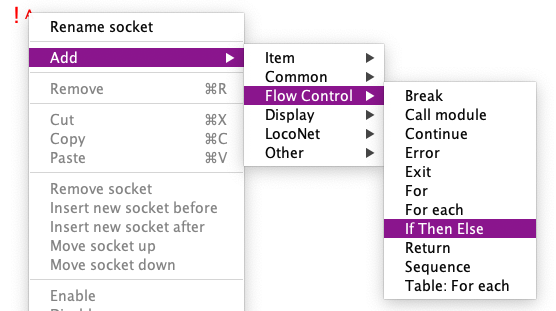 ! A
Rename socket
Add
Remove ⌘R
Cut ⌘X
Copy ⌘C
Paste ⌘V
Remove socket
Insert new socket before
Insert new socket after
Move socket up
Move socket down
Enable
Item
Common
Flow Control
Display
LocoNet
Other
Break
Call module
Continue
Error
Exit
For
For each
If Then Else
Return
Sequence
Table: For each